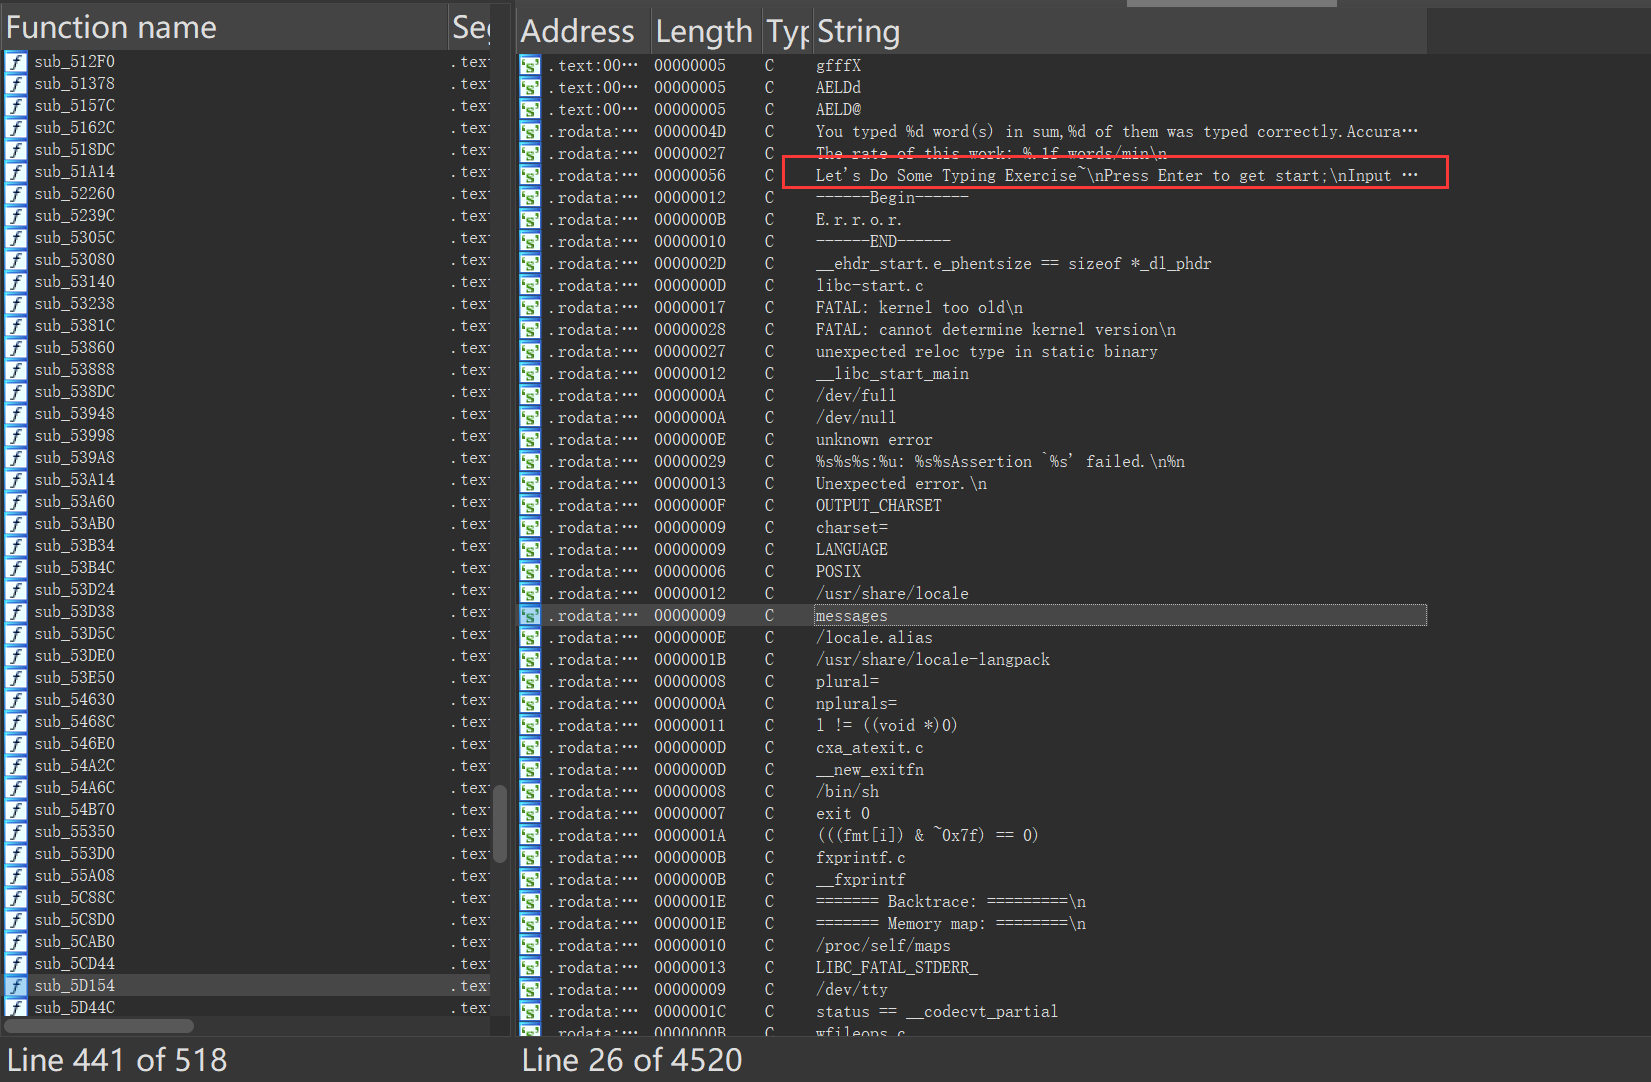 Function name Seg
sub_512F0 .tex
sub_51378 .tex
sub_5157C .tex
sub_5162C .tex
sub_518DC .tex
sub_51A14 .tex
sub_52260 .tex
sub_5239C .tex
sub_5305C .tex
sub_53080 .tex
sub_53140 .tex
sub_53238 .tex
sub_5381C .tex
sub_53860 .tex
sub_53888 .tex
sub_538DC .tex
sub_53948 .tex
sub_53998 .tex
sub_539A8 .tex
sub_53A14 .tex
sub_53A60 .tex
sub_53AB0 .tex
sub_53B34 .tex
sub_53B4C .tex
sub_53D24 .tex
sub_53D38 .tex
sub_53D5C .tex
sub_53DE0 .tex
sub_53E50 .tex
sub_54630 .tex
sub_5468C .tex
sub_546E0 .tex
sub_54A2C .tex
sub_54A6C .tex
sub_54B70 .tex
sub_55350 .tex
sub_553D0 .tex
sub_55A08 .tex
sub_5C88C .tex
sub_5C8D0 .tex
sub_5CAB0 .tex
sub_5CD44 .tex
sub_5D154 .tex
sub_5D44C .tex
Line 441 of 518
Address Length Typ String
.text:00… 00000005 C gfffX
.text:00… 00000005 C AELDd
.text:00… 00000005 C AELD@
.rodata:… 0000004D C You typed %d word(s) in sum,%d of them was typed correctly.Accura…
.rodata:… 00000027 C The rate of this work: %.1f words/min\n
.rodata:… 00000056 C Let's Do Some Typing Exercise~\nPress Enter to get start;\nInput …
.rodata:… 00000012 C ------Begin------
.rodata:… 0000000B C E.r.r.o.r.
.rodata:… 00000010 C ------END------
.rodata:… 0000002D C __ehdr_start.e_phentsize == sizeof *_dl_phdr
.rodata:… 0000000D C libc-start.c
.rodata:… 00000017 C FATAL: kernel too old\n
.rodata:… 00000028 C FATAL: cannot determine kernel version\n
.rodata:… 00000027 C unexpected reloc type in static binary
.rodata:… 00000012 C __libc_start_main
.rodata:… 0000000A C /dev/full
.rodata:… 0000000A C /dev/null
.rodata:… 0000000E C unknown error
.rodata:… 00000029 C %s%s%s:%u: %s%sAssertion `%s' failed.\n%n
.rodata:… 00000013 C Unexpected error.\n
.rodata:… 0000000F C OUTPUT_CHARSET
.rodata:… 00000009 C charset=
.rodata:… 00000009 C LANGUAGE
.rodata:… 00000006 C POSIX
.rodata:… 00000012 C /usr/share/locale
.rodata:… 00000009 C messages
.rodata:… 0000000E C /locale.alias
.rodata:… 0000001B C /usr/share/locale-langpack
.rodata:… 00000008 C plural=
.rodata:… 0000000A C nplurals=
.rodata:… 00000011 C l != ((void *)0)
.rodata:… 0000000D C cxa_atexit.c
.rodata:… 0000000D C __new_exitfn
.rodata:… 00000008 C /bin/sh
.rodata:… 00000007 C exit 0
.rodata:… 0000001A C (((fmt[i]) & ~0x7f) == 0)
.rodata:… 0000000B C fxprintf.c
.rodata:… 0000000B C __fxprintf
.rodata:… 0000001E C ======= Backtrace: =========\n
.rodata:… 0000001E C ======= Memory map: ========\n
.rodata:… 00000010 C /proc/self/maps
.rodata:… 00000013 C LIBC_FATAL_STDERR_
.rodata:… 00000009 C /dev/tty
.rodata:… 0000001C C status == __codecvt_partial
.rodata:… 0000000B C wfileops.c
Line 26 of 4520